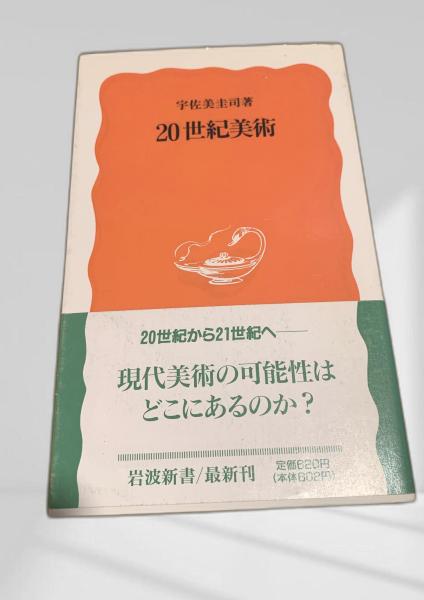 宇佐美圭司著
20世紀美術
20世紀から21世紀へ――
現代美術の可能性は
どこにあるのか?
岩波新書/最新刊
定価620円
(本体602円)